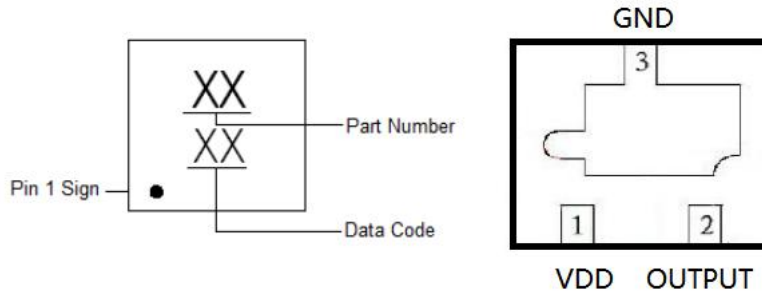 XX
XX
Part Number
Pin 1 Sign
Data Code
GND
3
1
2
VDD
OUTPUT